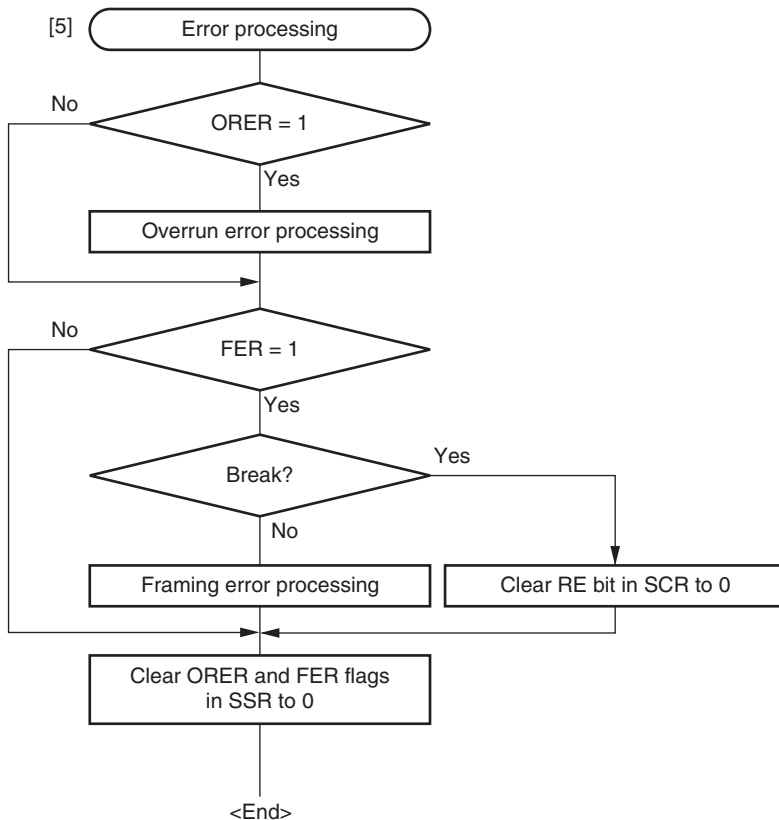 [5]
Error processing
No
ORER = 1
Yes
Overrun error processing
No
FER = 1
Yes
Break?
Yes
No
Framing error processing
Clear RE bit in SCR to 0
Clear ORER and FER flags
in SSR to 0
<End>